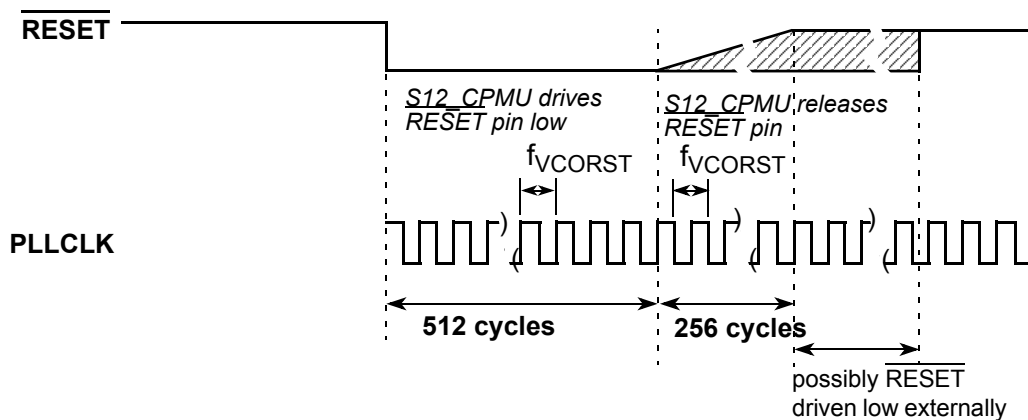 RESET
S12_CPMU drives
RESET pin low
S12_CPMU releases
RESET pin
fVCORST
fVCORST
PLLCLK
512 cycles
256 cycles
possibly RESET
driven low externally